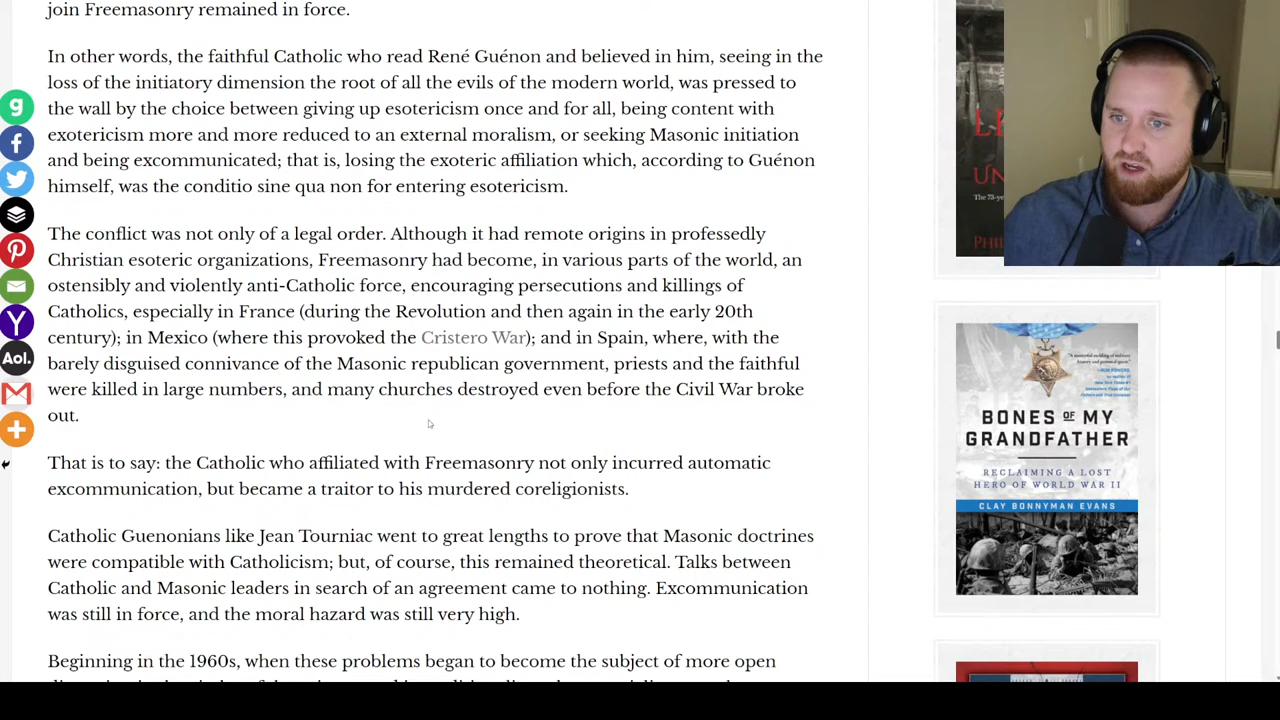 join Freemasonry remained in force.
In other words, the faithful Catholic who read René Guénon and believed in him, seeing in the
loss of the initiatory dimension the root of all the evils of the modern world, was pressed to
the wall by the choice between giving up esotericism once and for all, being content with
exotericism more and more reduced to an external moralism, or seeking Masonic initiation
and being excommunicated; that is, losing the exoteric affiliation which, according to Guénon
himself, was the conditio sine qua non for entering esotericism.
The conflict was not only of a legal order. Although it had remote origins in professedly
Christian esoteric organizations, Freemasonry had become, in various parts of the world, an
ostensibly and violently anti-Catholic force, encouraging persecutions and killings of
Catholics, especially in France (during the Revolution and then again in the early 20th
century); in Mexico (where this provoked the Cristero War); and in Spain, where, with the
barely disguised connivance of the Masonic republican government, priests and the faithful
were killed in large numbers, and many churches destroyed even before the Civil War broke
out.
That is to say: the Catholic who affiliated with Freemasonry not only incurred automatic
excommunication, but became a traitor to his murdered coreligionists.
Catholic Guenonians like Jean Tourniac went to great lengths to prove that Masonic doctrines
were compatible with Catholicism; but, of course, this remained theoretical. Talks between
Catholic and Masonic leaders in search of an agreement came to nothing. Excommunication
was still in force, and the moral hazard was still very high.
Beginning in the 1960s, when these problems began to become the subject of more open
g
f
Y
Aol.
The 73-ye
PHIL
BONES OF MY
GRANDFATHER
RECLAIMING A LOST
HERO OF WORLD WAR II
CLAY BONNYMAN EVANS